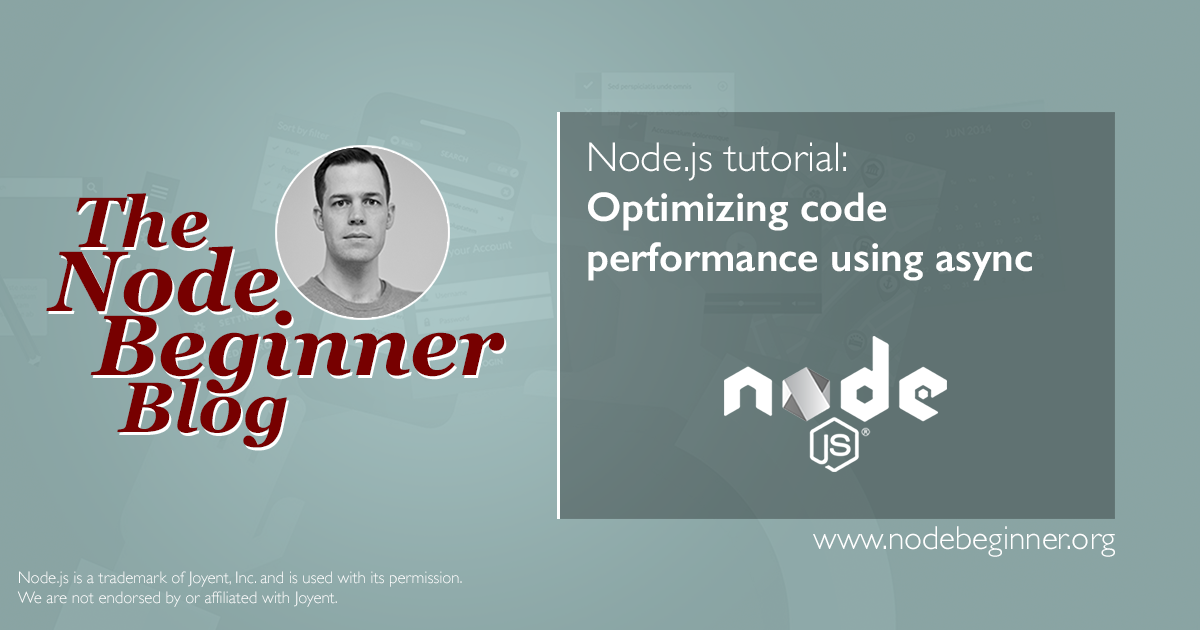 The
Node
Beginner
Blog
Node.js tutorial:
Optimizing code
performance using async
node
JS®
www.nodebeginner.org
Node.js is a trademark of Joyent, Inc. and is used with its permission.
We are not endorsed by or affiliated with Joyent.